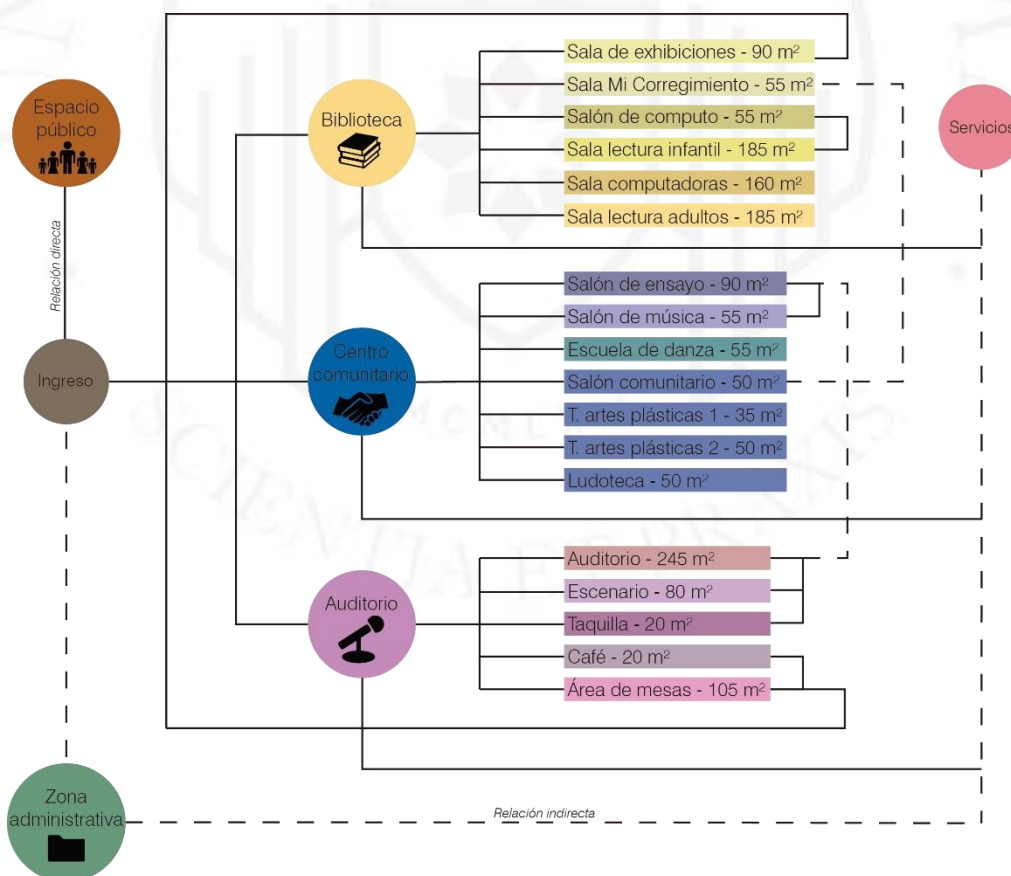 Espacio
público
Relación directa
Ingreso
Zona
administrativa
Biblioteca
Sala de exhibiciones - 90 m²
Sala Mi Corregimiento - 55 m²
Salón de computo - 55 m²
Sala lectura infantil - 185 m²
Sala computadoras - 160 m²
Sala lectura adultos - 185 m²
Centro
comunitario
Salón de ensayo - 90 m²
Salón de música - 55 m²
Escuela de danza - 55 m²
Salón comunitario - 50 m²
T. artes plásticas 1 - 35 m²
T. artes plásticas 2 - 50 m²
Ludoteca - 50 m²
Auditorio
Auditorio - 245 m²
Escenario - 80 m²
Taquilla - 20 m²
Café - 20 m²
Área de mesas - 105 m²
Servicios
Relación indirecta
SCIENTIA ET PRAXIS